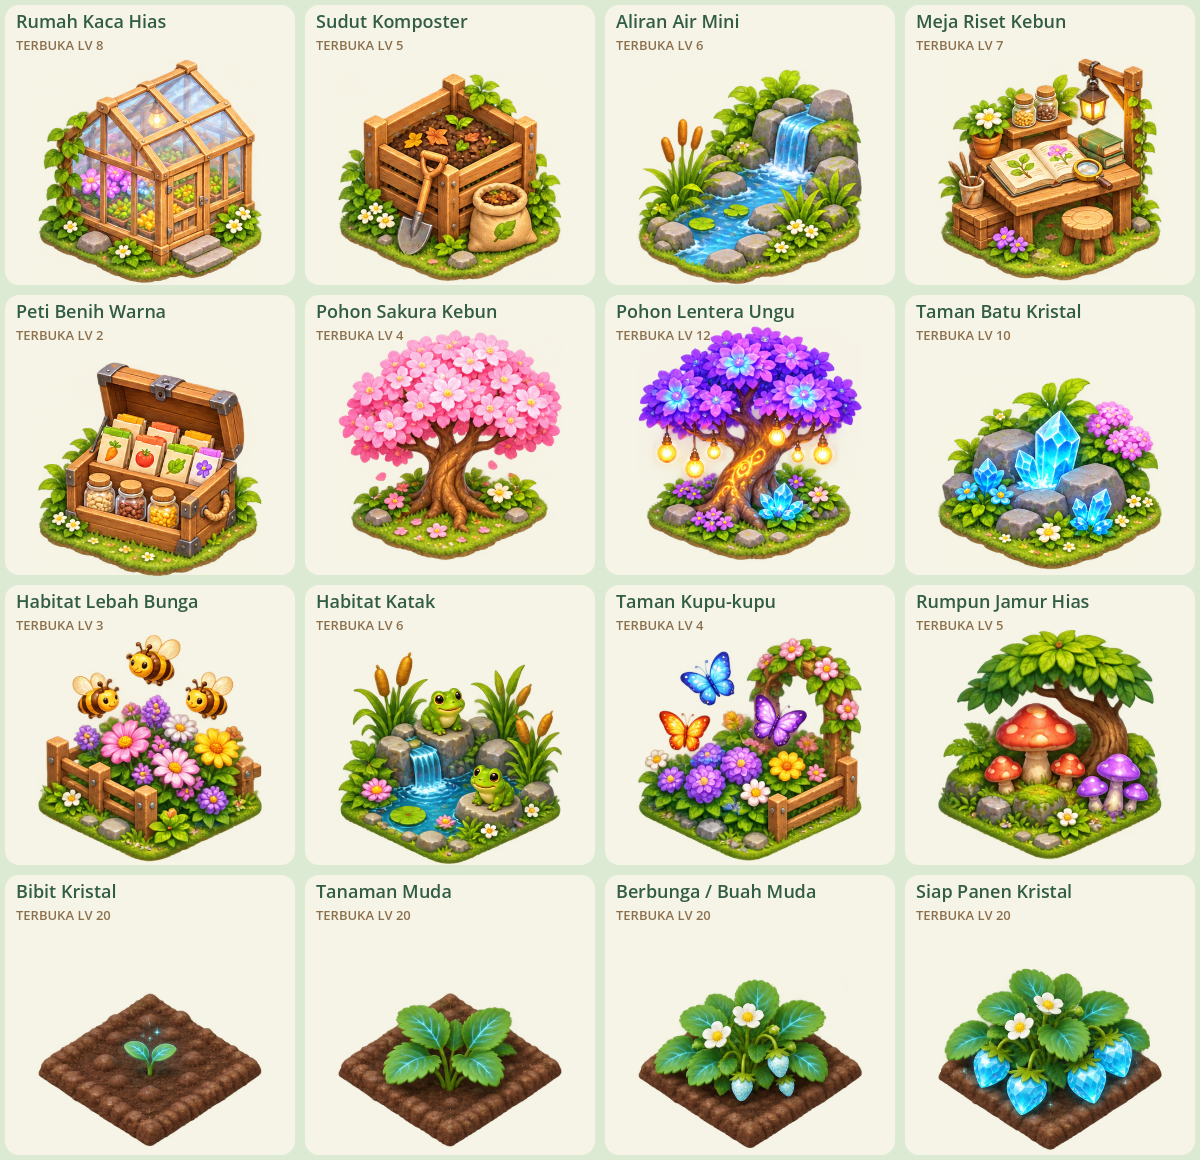 Rumah Kaca Hias
TERBUKA LV 8
Sudut Komposter
TERBUKA LV 5
Aliran Air Mini
TERBUKA LV 6
Meja Riset Kebun
TERBUKA LV 7
Peti Benih Warna
TERBUKA LV 2
Pohon Sakura Kebun
TERBUKA LV 4
Pohon Lentera Ungu
TERBUKA LV 12
Taman Batu Kristal
TERBUKA LV 10
Habitat Lebah Bunga
TERBUKA LV 3
Habitat Katak
TERBUKA LV 6
Taman Kupu-kupu
TERBUKA LV 4
Rumpun Jamur Hias
TERBUKA LV 5
Bibit Kristal
TERBUKA LV 20
Tanaman Muda
TERBUKA LV 20
Berbunga / Buah Muda
TERBUKA LV 20
Siap Panen Kristal
TERBUKA LV 20